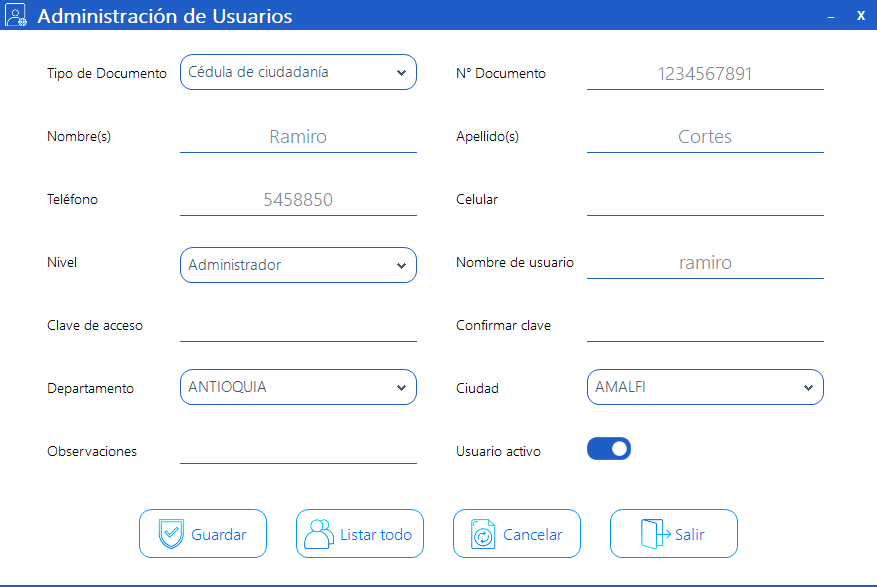 Administración de Usuarios
– X
Tipo de Documento Cédula de ciudadanía N° Documento 1234567891
Nombre(s) Ramiro Apellido(s) Cortes
Teléfono 5458850 Celular
Nivel Administrador Nombre de usuario ramiro
Clave de acceso Confirmar clave
Departamento ANTIOQUIA Ciudad AMALFI
Observaciones Usuario activo
Guardar Listar todo Cancelar Salir